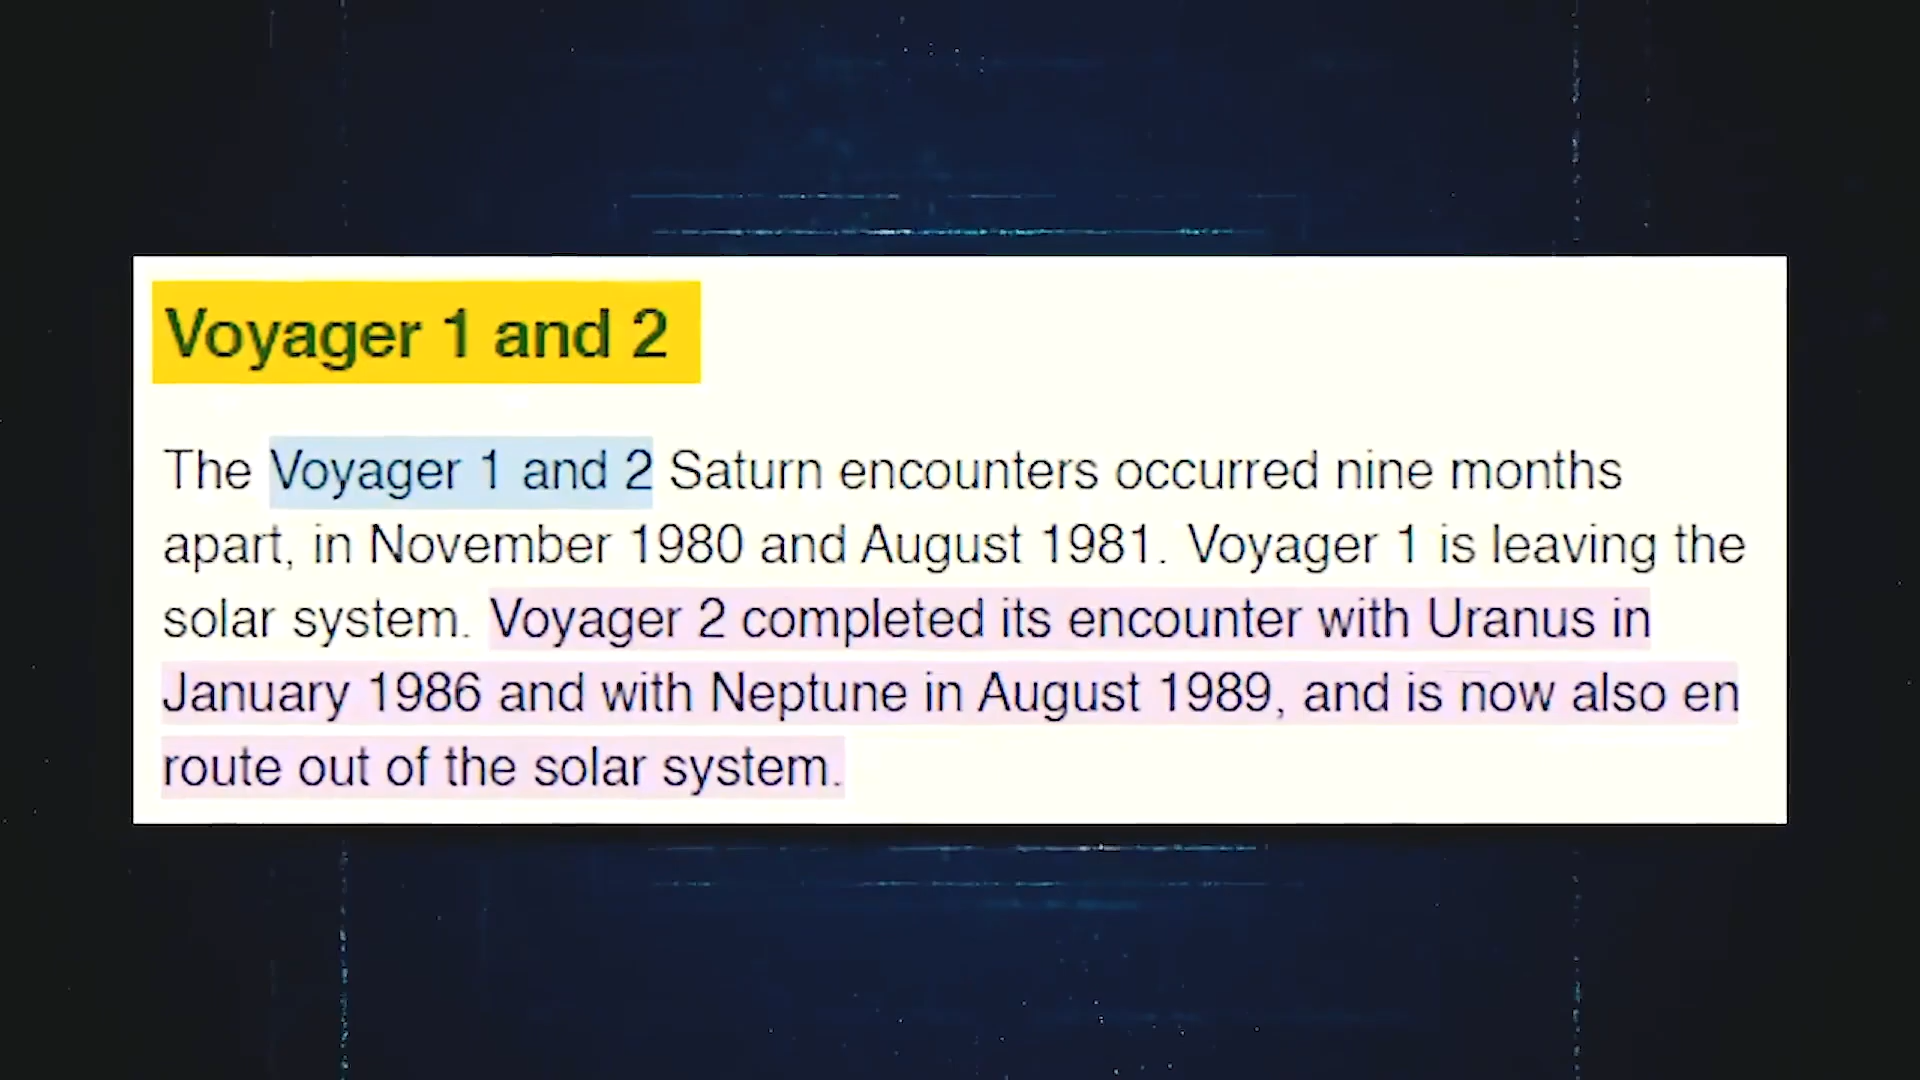 Voyager 1 and 2
The Voyager 1 and 2 Saturn encounters occurred nine months
apart, in November 1980 and August 1981. Voyager 1 is leaving the
solar system. Voyager 2 completed its encounter with Uranus in
January 1986 and with Neptune in August 1989, and is now also en
route out of the solar system.